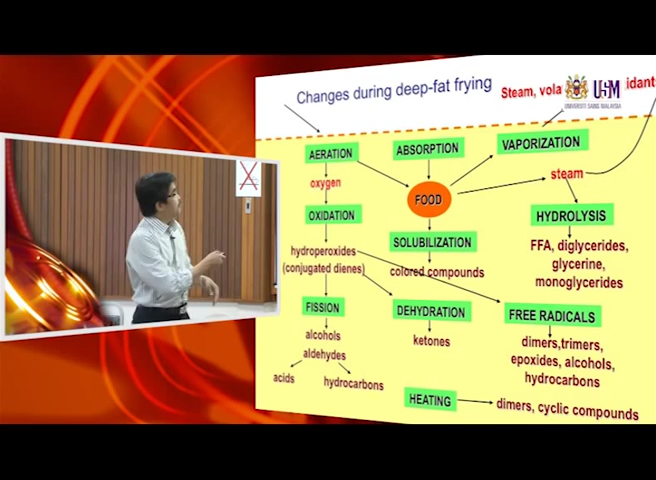 Changes during deep-fat frying
Steam, vola
idants
USM
UNIVERSITI SAINS MALAYSIA
AERATION
ABSORPTION
VAPORIZATION
oxygen
steam
FOOD
OXIDATION
HYDROLYSIS
SOLUBILIZATION
hydroperoxides
(conjugated dienes)
colored compounds
FFA, diglycerides,
glycerine,
monoglycerides
FISSION
DEHYDRATION
FREE RADICALS
alcohols
aldehydes
ketones
dimers,trimers,
epoxides, alcohols,
hydrocarbons
acids
hydrocarbons
HEATING
dimers, cyclic compounds